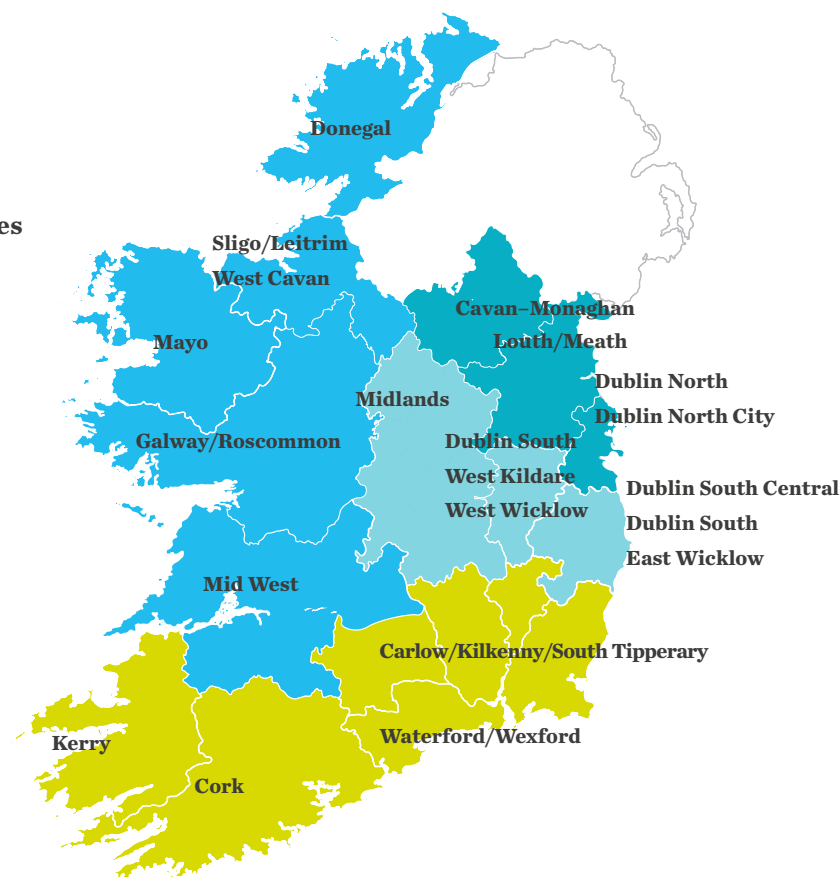 Donegal
es
Sligo/Leitrim
West Cavan
Cavan–Monaghan
Mayo
Louth/Meath
Dublin North
Midlands
Dublin North City
Galway/Roscommon
Dublin South
West Kildare
West Wicklow
Dublin South Central
Dublin South
East Wicklow
Mid West
Carlow/Kilkenny/South Tipperary
Waterford/Wexford
Kerry
Cork